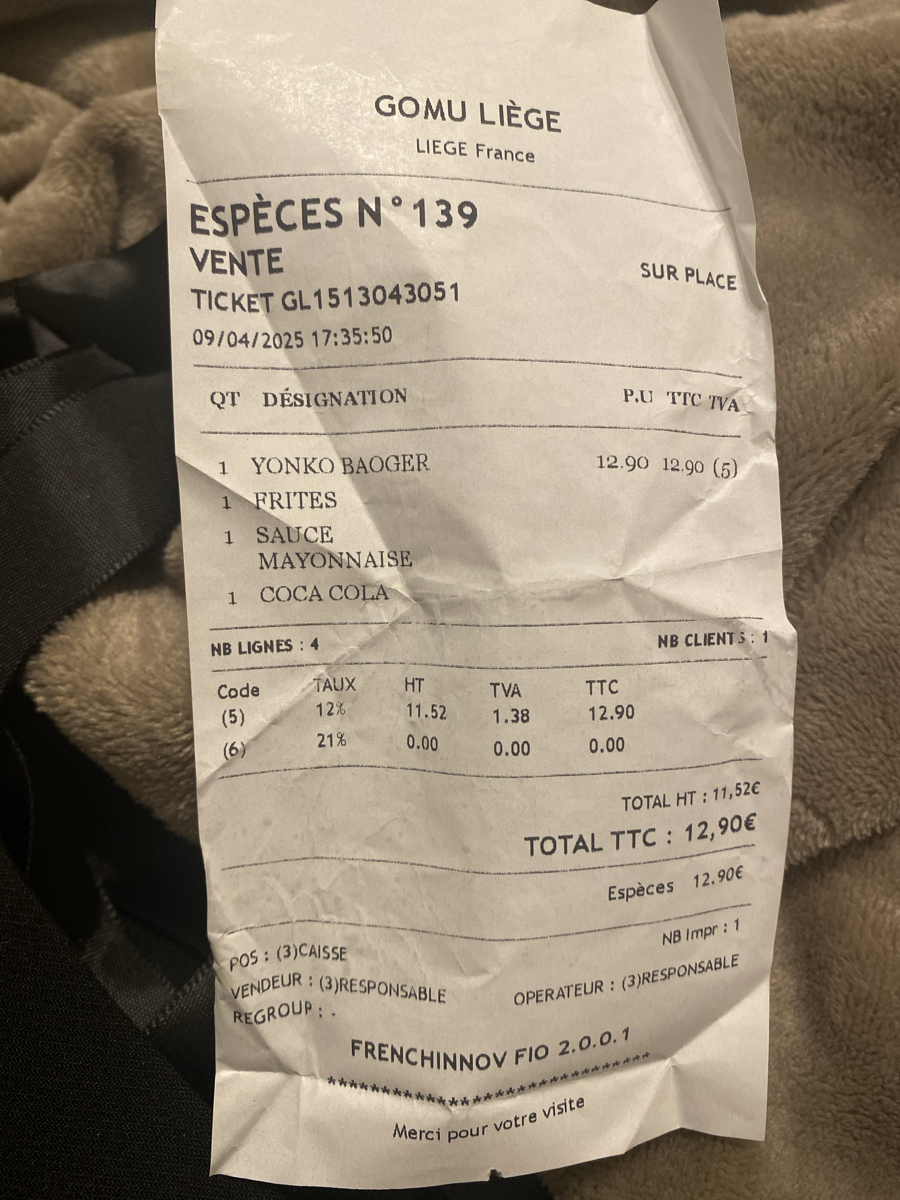 GOMU LIÈGE
LIEGE France
ESPÈCES N°139
VENTE
SUR PLACE
TICKET GL1513043051
09/04/2025 17:35:50
QT DÉSIGNATION P.U TTC TVA
1 YONKO BAOGER 12.90 12.90 (5)
1 FRITES
1 SAUCE
MAYONNAISE
1 COCA COLA
NB LIGNES : 4 NB CLIENTS : 1
Code TAUX HT TVA TTC
(5) 12% 11.52 1.38 12.90
(6) 21% 0.00 0.00 0.00
TOTAL HT : 11,52€
TOTAL TTC : 12,90€
Espèces 12.90€
NB Impr : 1
POS : (3)CAISSE
VENDEUR : (3)RESPONSABLE OPERATEUR : (3)RESPONSABLE
REGROUP : -
FRENCHINNOV FIO 2.0.0.1
******************************
Merci pour votre visite